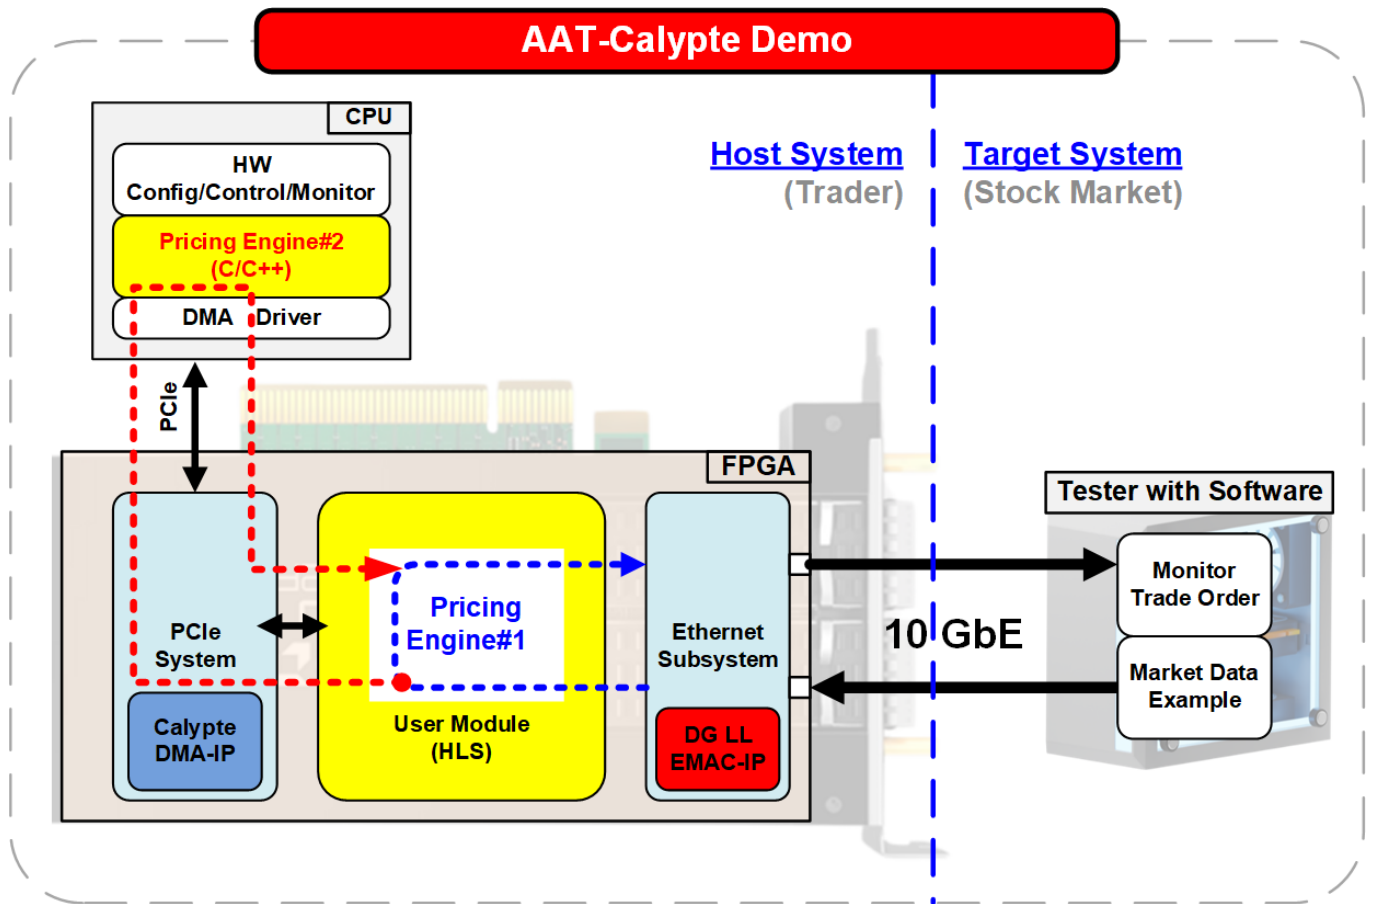 AAT-Calypte Demo
CPU
HW
Config/Control/Monitor
Pricing Engine#2
(C/C++)
DMA Driver
Host System
(Trader)
Target System
(Stock Market)
PCIe
FPGA
PCIe
System
Calypte
DMA-IP
Pricing
Engine#1
User Module
(HLS)
Ethernet
Subsystem
DG LL
EMAC-IP
10 GbE
Tester with Software
Monitor
Trade Order
Market Data
Example